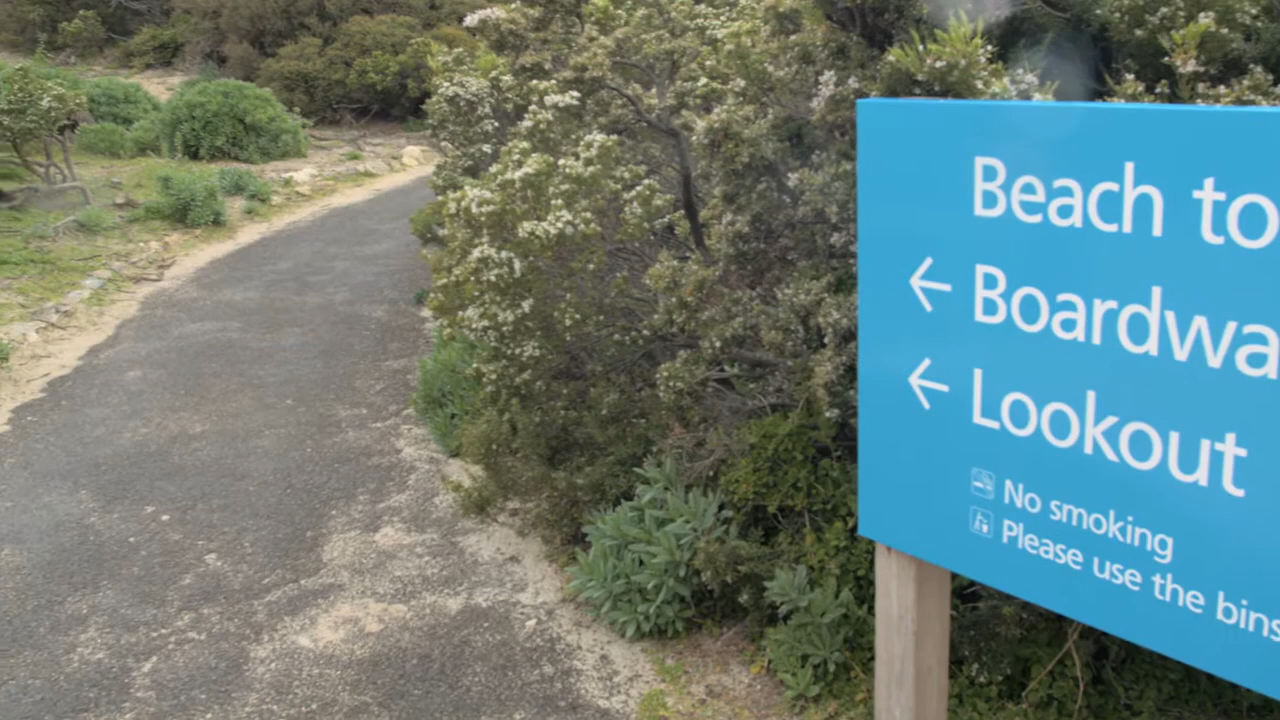 Beach to
← Boardwa
← Lookout
No smoking
Please use the bins